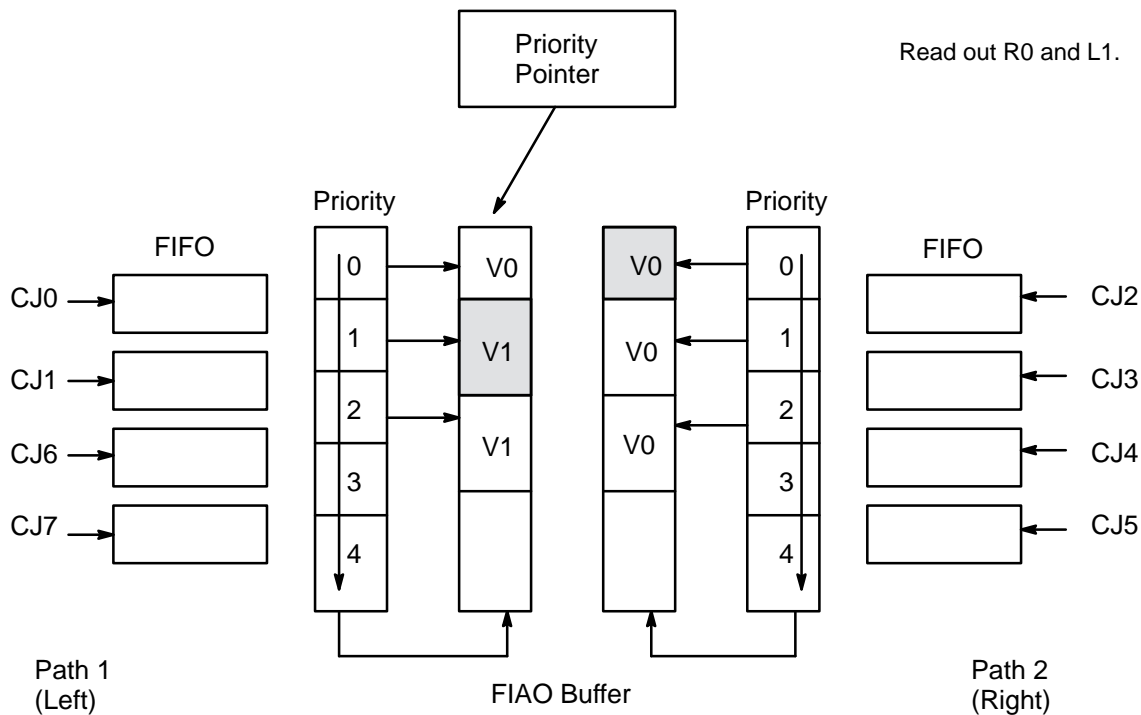 Priority
Pointer
Read out R0 and L1.
Priority
Priority
FIFO
FIFO
0
V0
V0
0
CJ0
CJ2
1
V1
V0
1
CJ1
CJ3
2
V1
V0
2
CJ6
CJ4
3
3
CJ7
CJ5
4
4
Path 1
(Left)
FIAO Buffer
Path 2
(Right)